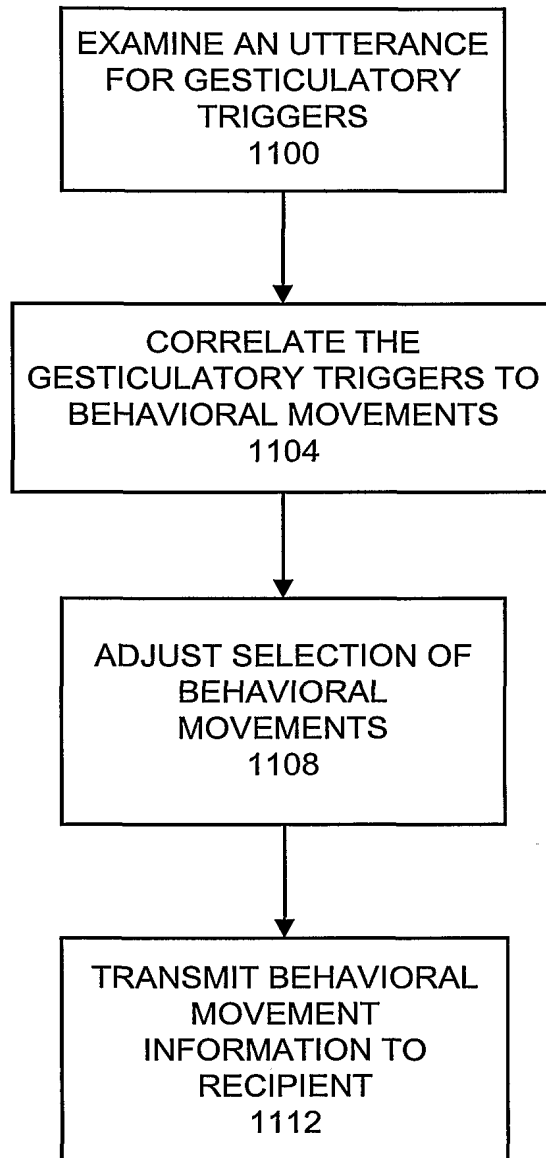 EXAMINE AN UTTERANCE
FOR GESTICULATORY
TRIGGERS
1100
CORRELATE THE
GESTICULATORY TRIGGERS TO
BEHAVIORAL MOVEMENTS
1104
ADJUST SELECTION OF
BEHAVIORAL
MOVEMENTS
1108
TRANSMIT BEHAVIORAL
MOVEMENT
INFORMATION TO
RECIPIENT
1112